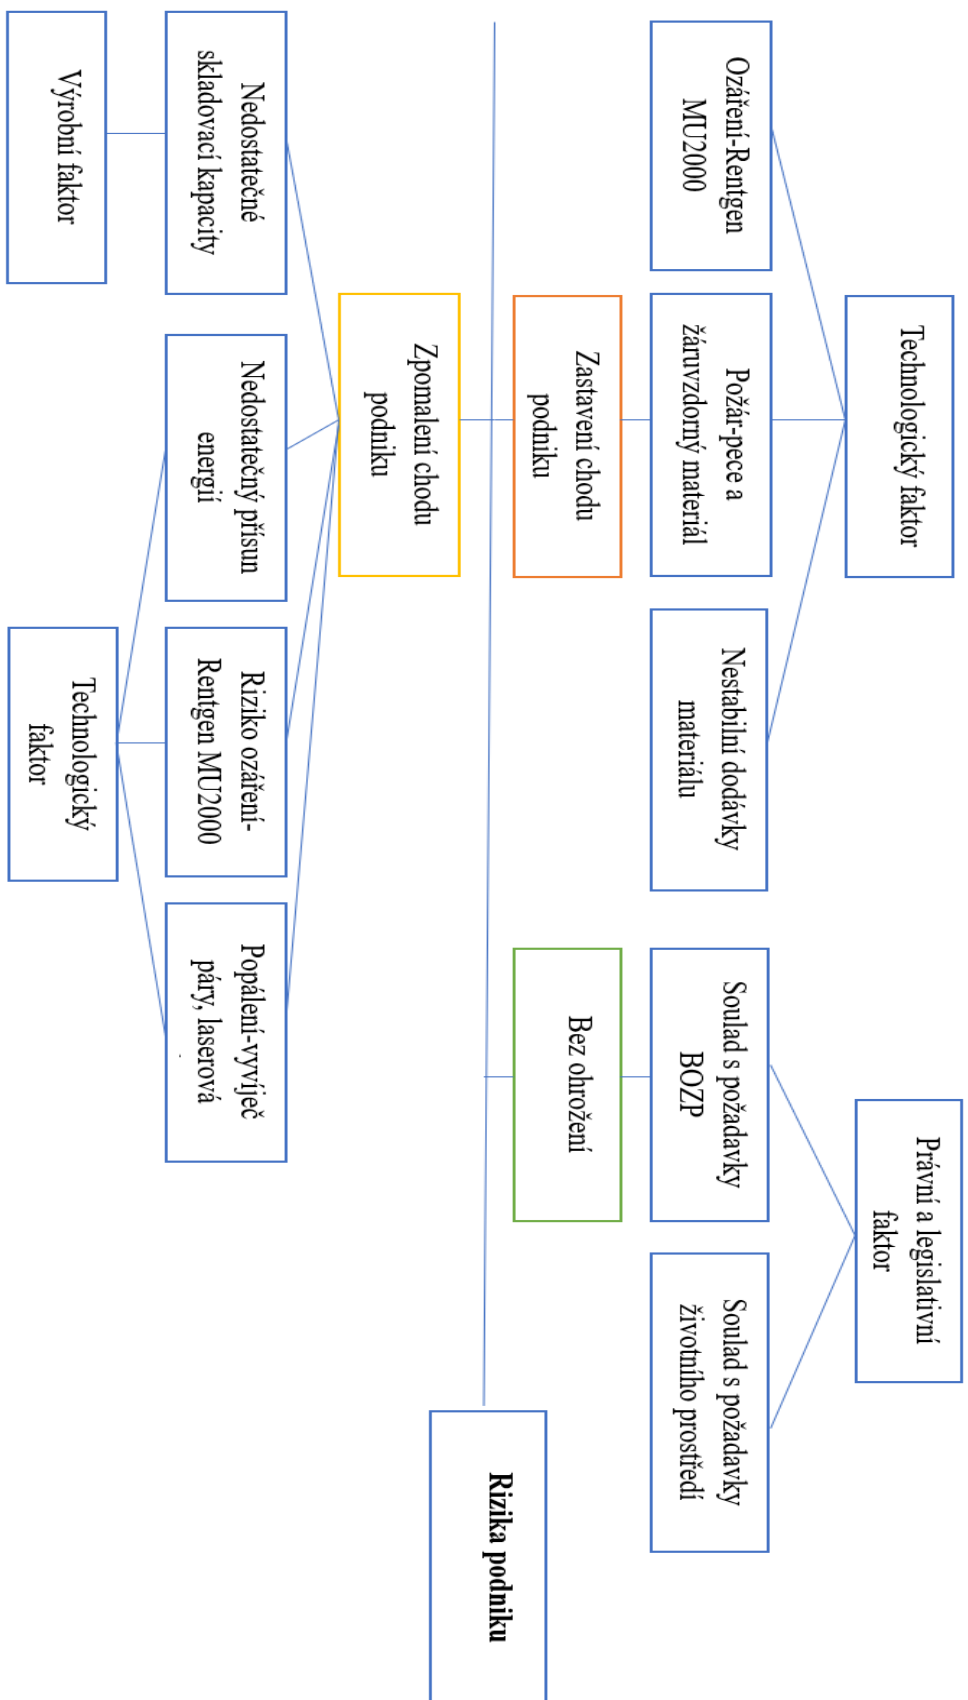 Technologický faktor
Právní a legislativní
faktor
Ozáření-Rentgen
MU2000
Požár-pece a
žáruvzdorný materiál
Nestabilní dodávky
materiálu
Soulad s požadavky
BOZP
Soulad s požadavky
životního prostředí
Zastavení chodu
podniku
Bez ohrožení
Rizika podniku
Zpomalení chodu
podniku
Nedostatečné
skladovací kapacity
Nedostatečný přísun
energií
Riziko ozáření-
Rentgen MU2000
Popálení-vyvíječ
páry, laserová
Výrobní faktor
Technologický
faktor